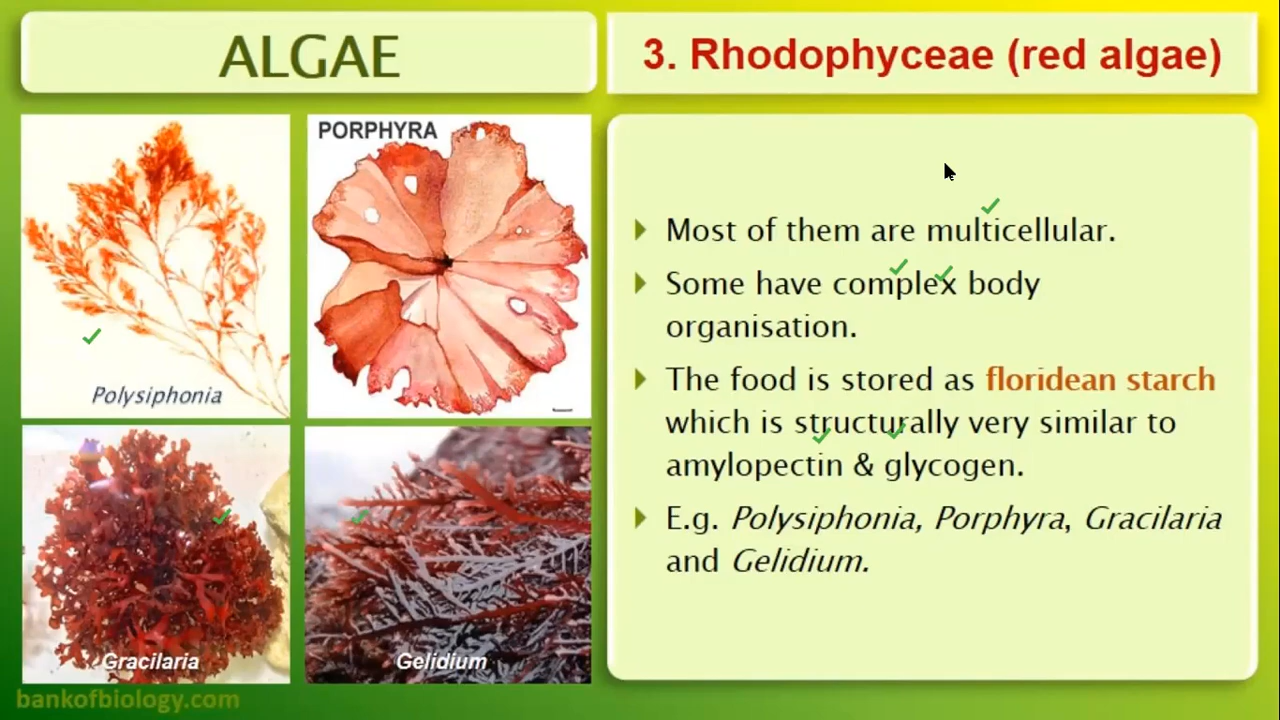 ALGAE
3. Rhodophyceae (red algae)
PORPHYRA
Polysiphonia
Gracilaria
Gelidium
Most of them are multicellular.
Some have complex body
organisation.
The food is stored as floridean starch
which is structurally very similar to
amylopectin & glycogen.
E.g. Polysiphonia, Porphyra, Gracilaria
and Gelidium.
bankofbiology.com